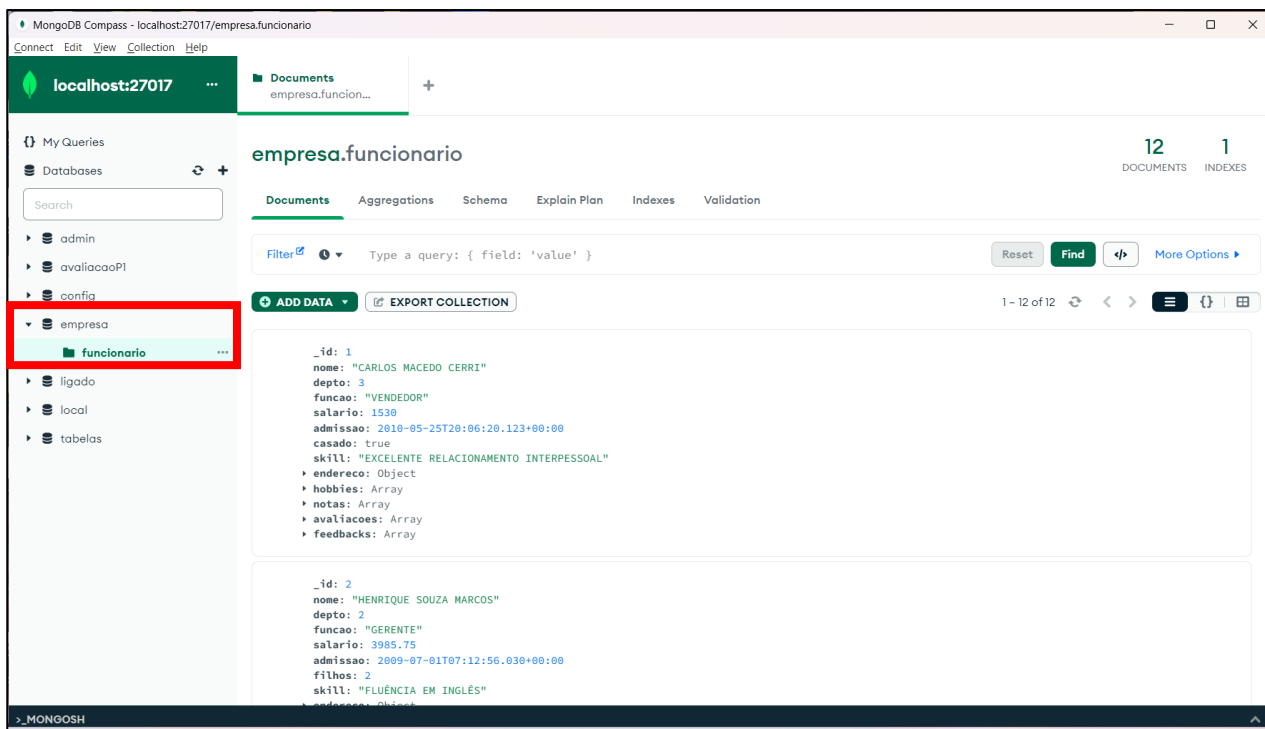 MongoDB Compass - localhost:27017/empresa.funcionario
Connect Edit View Collection Help
localhost:27017 ...
Documents
empresa.funcion...
+
{} My Queries
Databases
Search
admin
avaliacaoP1
config
empresa
funcionario ...
ligado
local
tabelas
empresa.funcionario
12
DOCUMENTS
1
INDEXES
Documents Aggregations Schema Explain Plan Indexes Validation
Filter Type a query: { field: 'value' } Reset Find </> More Options
ADD DATA EXPORT COLLECTION 1 – 12 of 12 {}
_id: 1
nome: "CARLOS MACEDO CERRI"
depto: 3
funcao: "VENDEDOR"
salario: 1530
admissao: 2010-05-25T20:06:20.123+00:00
casado: true
skill: "EXCELENTE RELACIONAMENTO INTERPESSOAL"
endereco: Object
hobbies: Array
notas: Array
avaliacoes: Array
feedbacks: Array
_id: 2
nome: "HENRIQUE SOUZA MARCOS"
depto: 2
funcao: "GERENTE"
salario: 3985.75
admissao: 2009-07-01T07:12:56.030+00:00
filhos: 2
skill: "FLUÊNCIA EM INGLÊS"
endereco: Object
>_MONGOSH